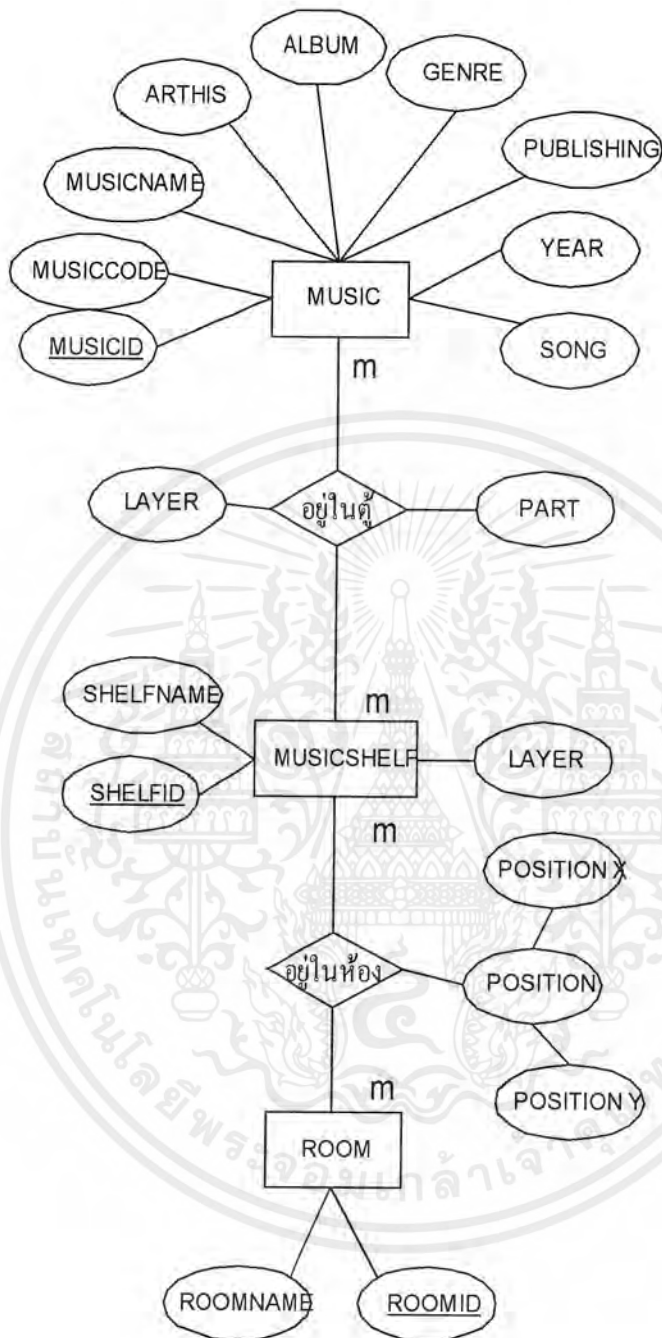 ALBUM
GENRE
ARTHIS
PUBLISHING
MUSICNAME
YEAR
MUSICCODE
MUSIC
MUSICID
SONG
m
LAYER
อยู่ในตู้
PART
SHELFNAME
m
MUSICSHELF
LAYER
SHELFID
m
POSITION X
อยู่ในห้อง
POSITION
POSITION Y
m
ROOM
ROOMNAME
ROOMID